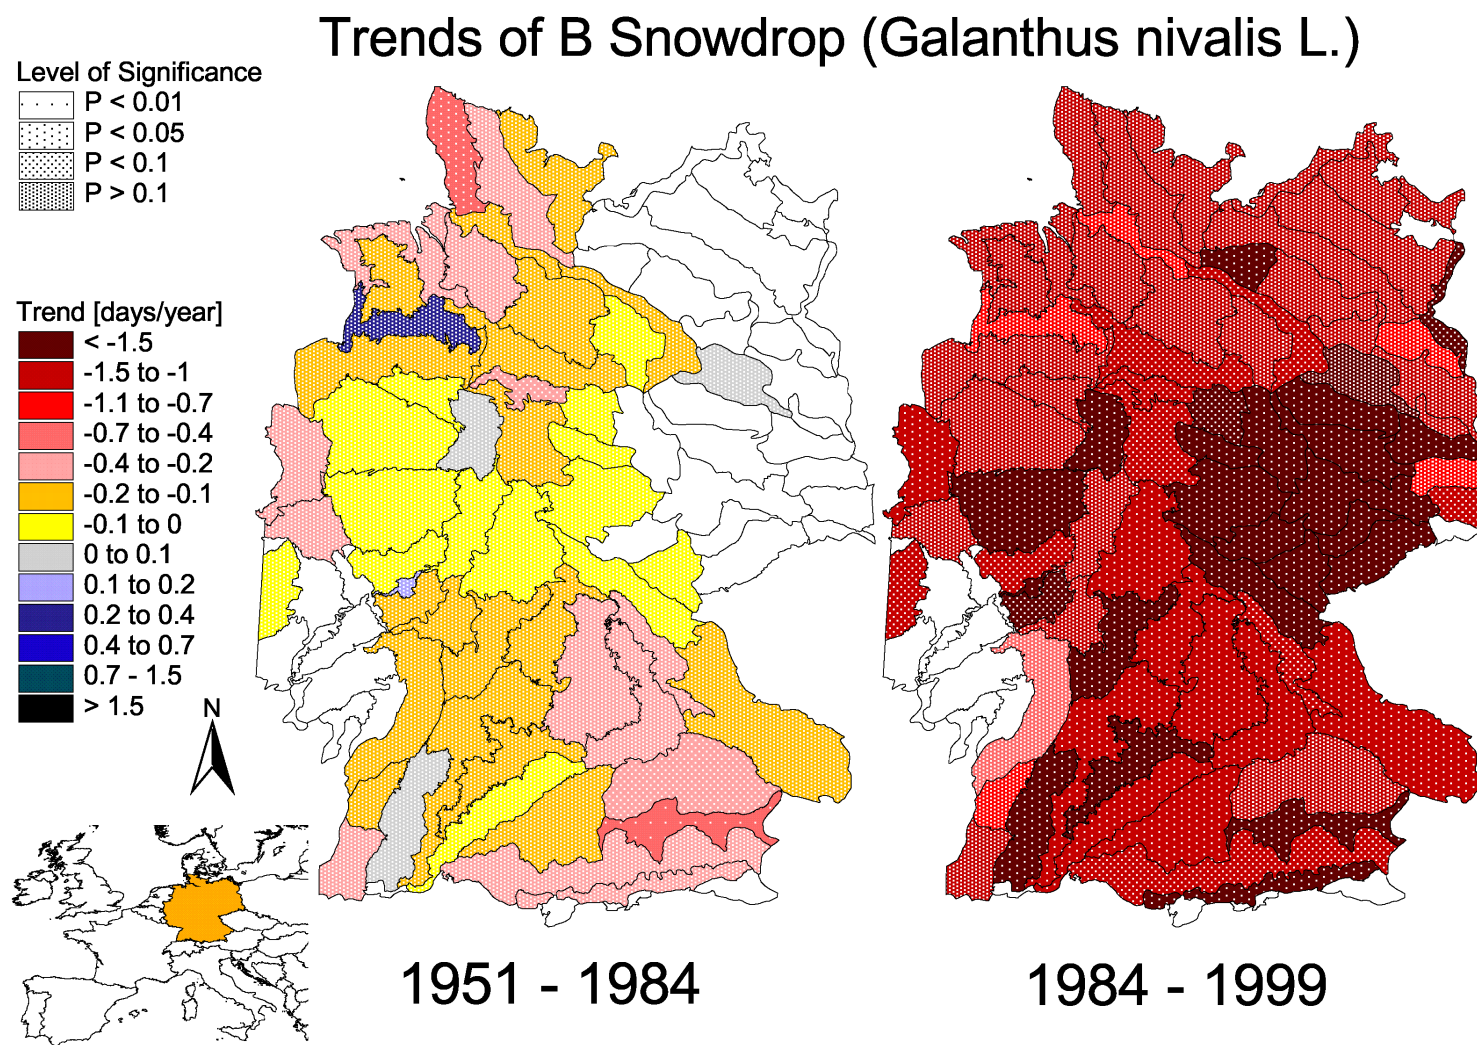 Trends of B Snowdrop (Galanthus nivalis L.)
Level of Significance
P < 0.01
P < 0.05
P < 0.1
P > 0.1
Trend [days/year]
< -1.5
-1.5 to -1
-1.1 to -0.7
-0.7 to -0.4
-0.4 to -0.2
-0.2 to -0.1
-0.1 to 0
0 to 0.1
0.1 to 0.2
0.2 to 0.4
0.4 to 0.7
0.7 - 1.5
> 1.5
N
1951 - 1984
1984 - 1999